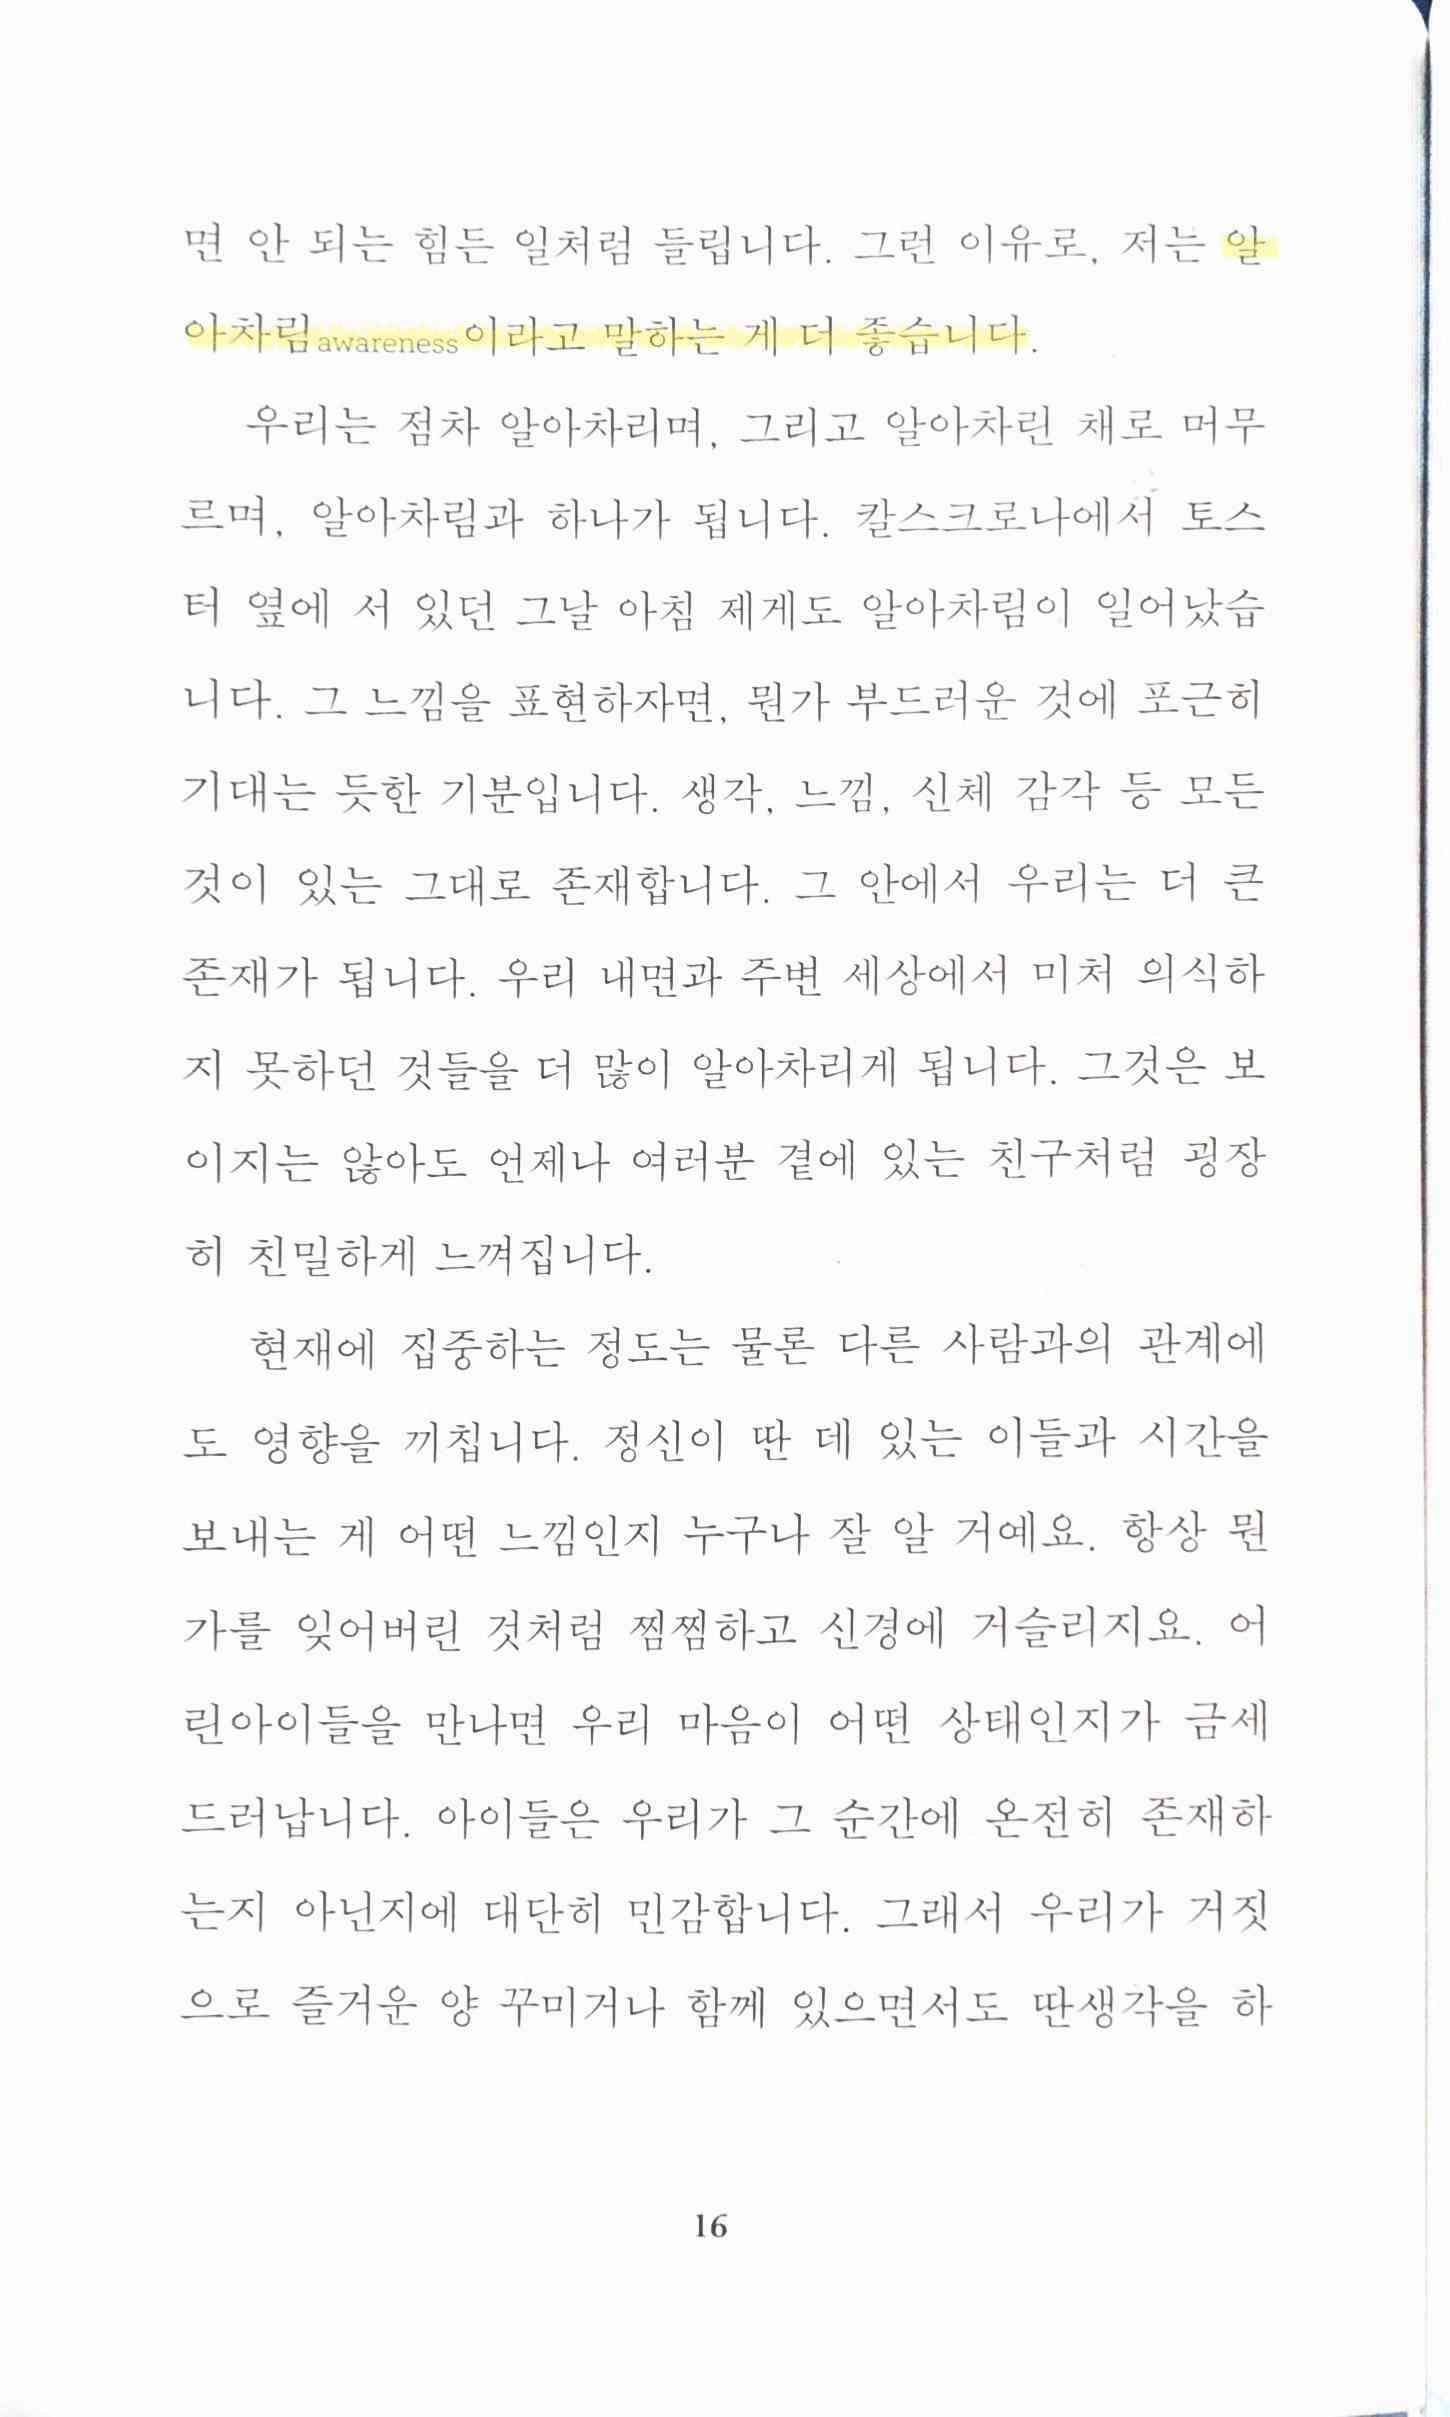 면 안 되는 힘든 일처럼 들립니다. 그런 이유로, 저는 알
아차림awareness이라고 말하는 게 더 좋습니다.
우리는 점차 알아차리며, 그리고 알아차린 채로 머무
르며, 알아차림과 하나가 됩니다. 칼스크로나에서 토스
터 옆에 서 있던 그날 아침 제게도 알아차림이 일어났습
니다. 그 느낌을 표현하자면, 뭔가 부드러운 것에 포근히
기대는 듯한 기분입니다. 생각, 느낌, 신체 감각 등 모든
것이 있는 그대로 존재합니다. 그 안에서 우리는 더 큰
존재가 됩니다. 우리 내면과 주변 세상에서 미처 의식하
지 못하던 것들을 더 많이 알아차리게 됩니다. 그것은 보
이지는 않아도 언제나 여러분 곁에 있는 친구처럼 굉장
히 친밀하게 느껴집니다.
현재에 집중하는 정도는 물론 다른 사람과의 관계에
도 영향을 끼칩니다. 정신이 딴 데 있는 이들과 시간을
보내는 게 어떤 느낌인지 누구나 잘 알 거예요. 항상 뭔
가를 잊어버린 것처럼 찜찜하고 신경에 거슬리지요. 어
린아이들을 만나면 우리 마음이 어떤 상태인지가 금세
드러납니다. 아이들은 우리가 그 순간에 온전히 존재하
는지 아닌지에 대단히 민감합니다. 그래서 우리가 거짓
으로 즐거운 양 꾸미거나 함께 있으면서도 딴생각을 하
16